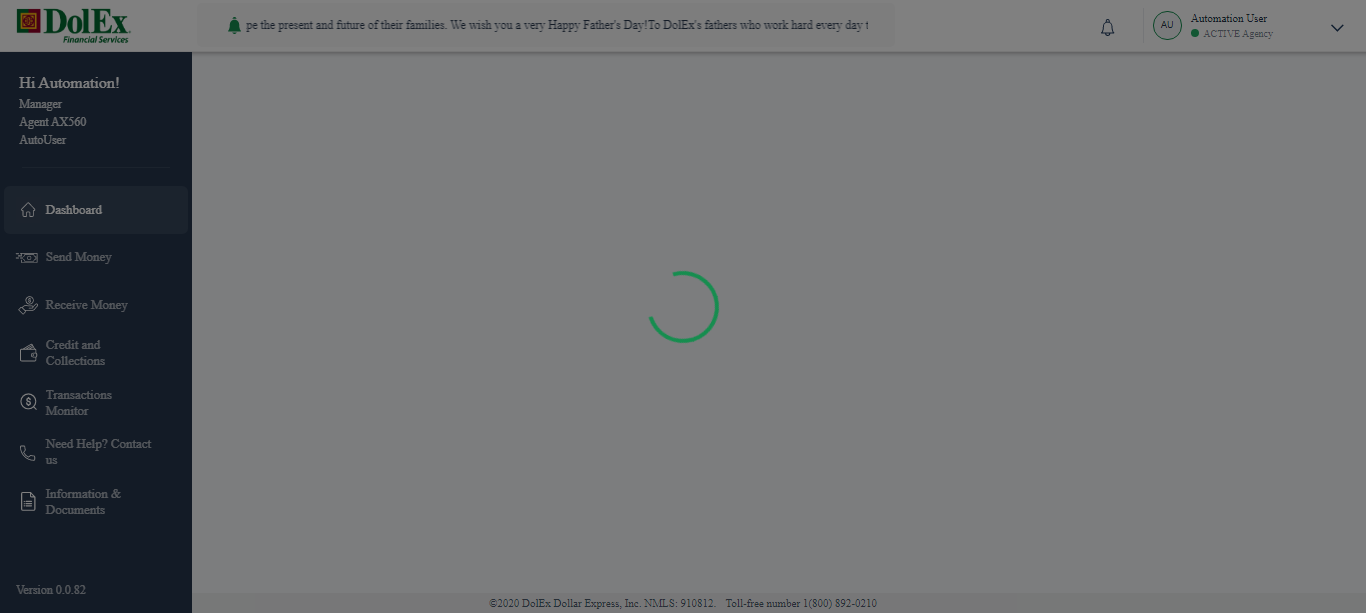 DolEx
Financial Services
pe the present and future of their families. We wish you a very Happy Father's Day!To DolEx's fathers who work hard every day t
AU
Automation User
ACTIVE Agency
Hi Automation!
Manager
Agent AX560
AutoUser
Dashboard
Send Money
Receive Money
Credit and
Collections
Transactions
Monitor
Need Help? Contact
us
Information &
Documents
Version 0.0.82
©2020 DolEx Dollar Express, Inc. NMLS: 910812. Toll-free number 1(800) 892-0210